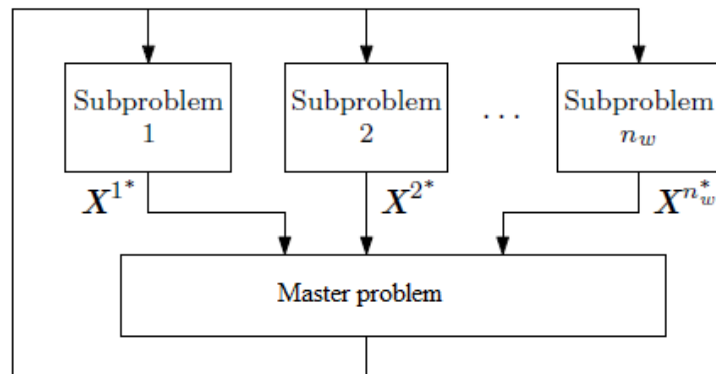 Subproblem
1
Subproblem
2
...
Subproblem
n_w
X^{1^*}
X^{2^*}
X^{n_w^*}
Master problem